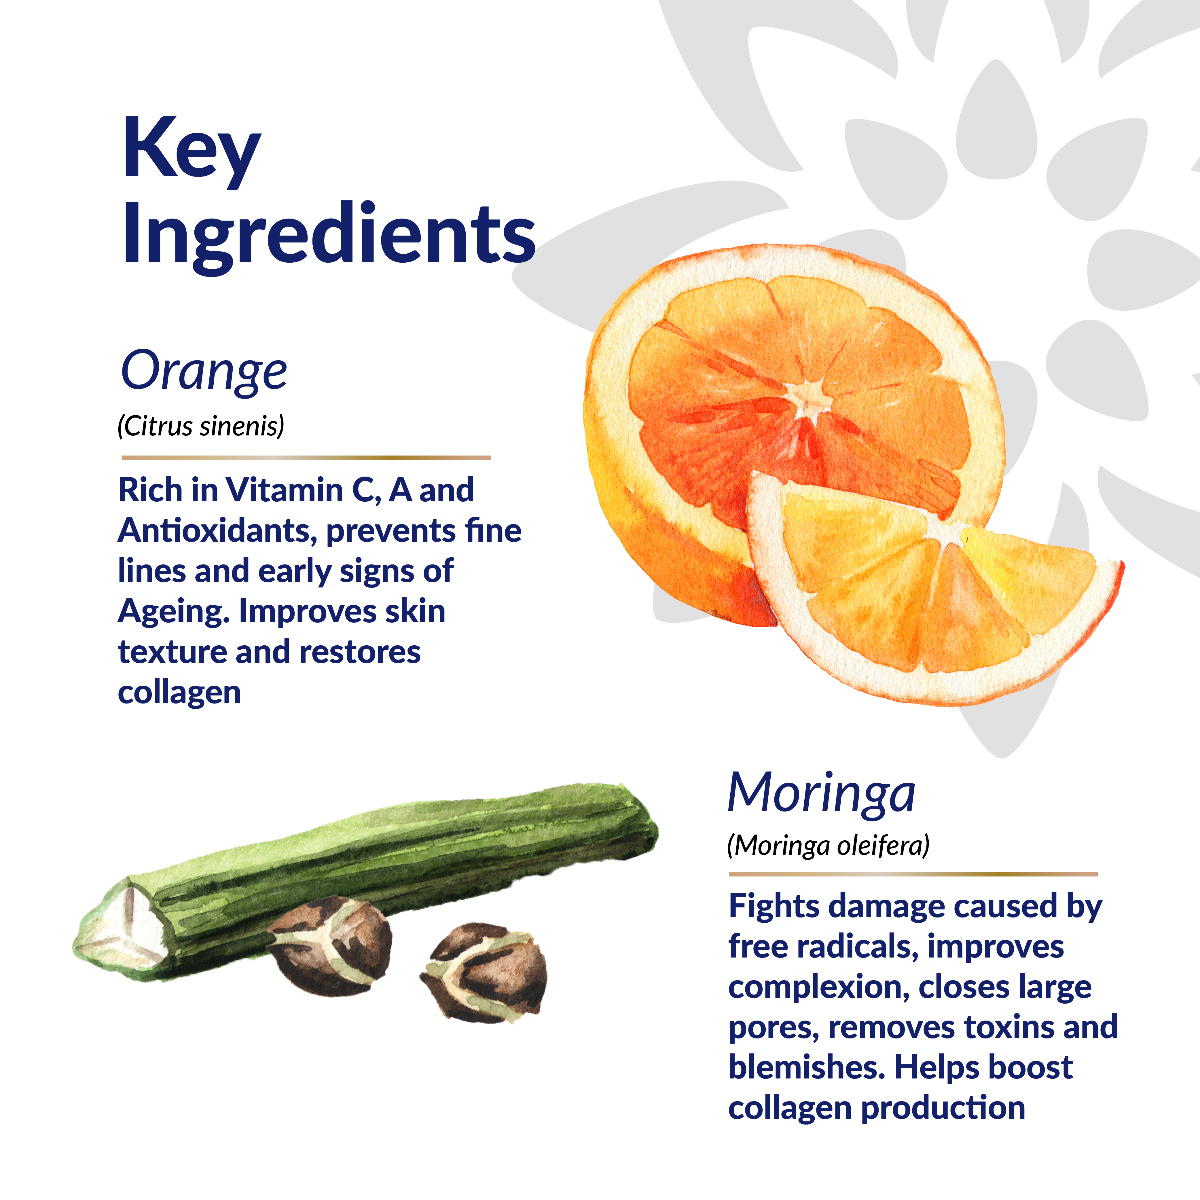 Key
Ingredients
Orange
(Citrus sinenis)
Rich in Vitamin C, A and
Antioxidants, prevents fine
lines and early signs of
Ageing. Improves skin
texture and restores
collagen
Moringa
(Moringa oleifera)
Fights damage caused by
free radicals, improves
complexion, closes large
pores, removes toxins and
blemishes. Helps boost
collagen production